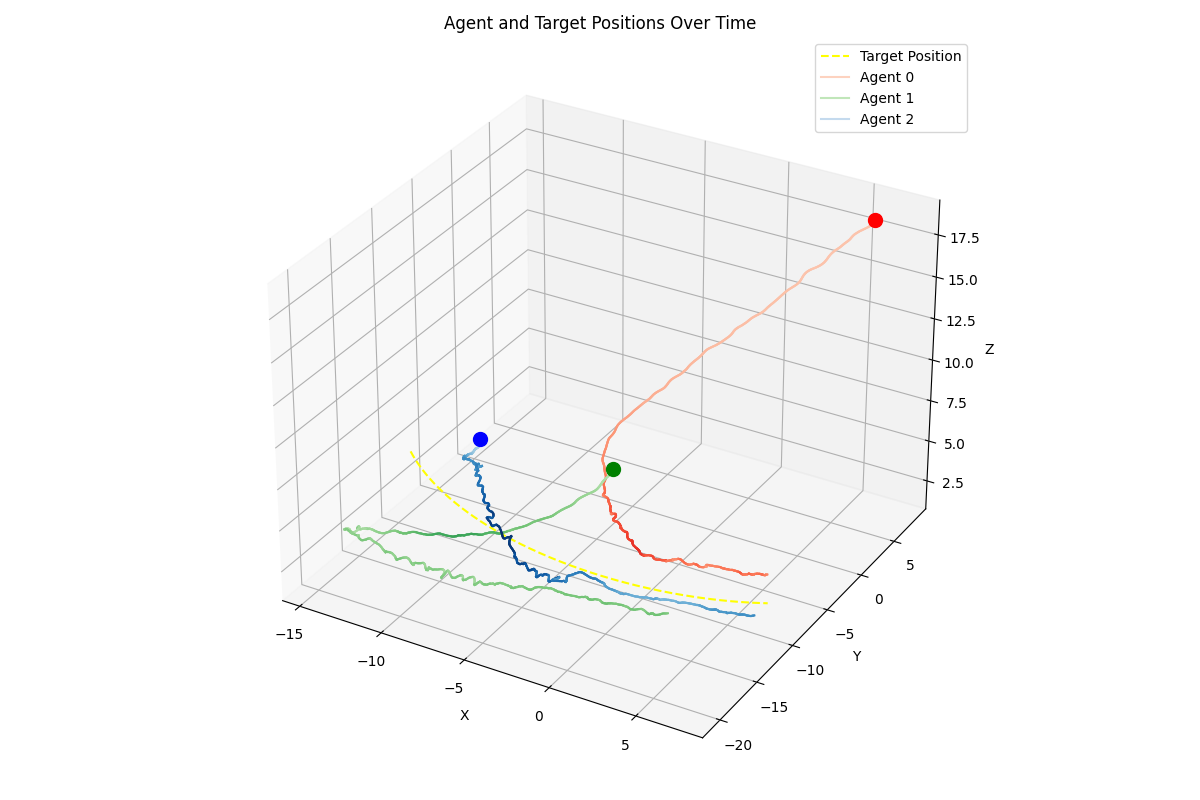 Agent and Target Positions Over Time
Target Position
Agent 0
Agent 1
Agent 2
17.5
15.0
12.5
Z
10.0
7.5
5.0
2.5
5
0
−5
Y
−10
−15
−20
−15
−10
−5
X
0
5